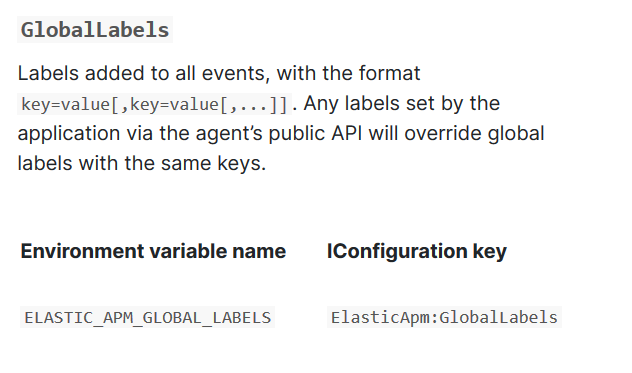 GlobalLabels
Labels added to all events, with the format
key=value[,key=value[,...]]. Any labels set by the
application via the agent’s public API will override global
labels with the same keys.
Environment variable name IConfiguration key
ELASTIC_APM_GLOBAL_LABELS ElasticApm:GlobalLabels